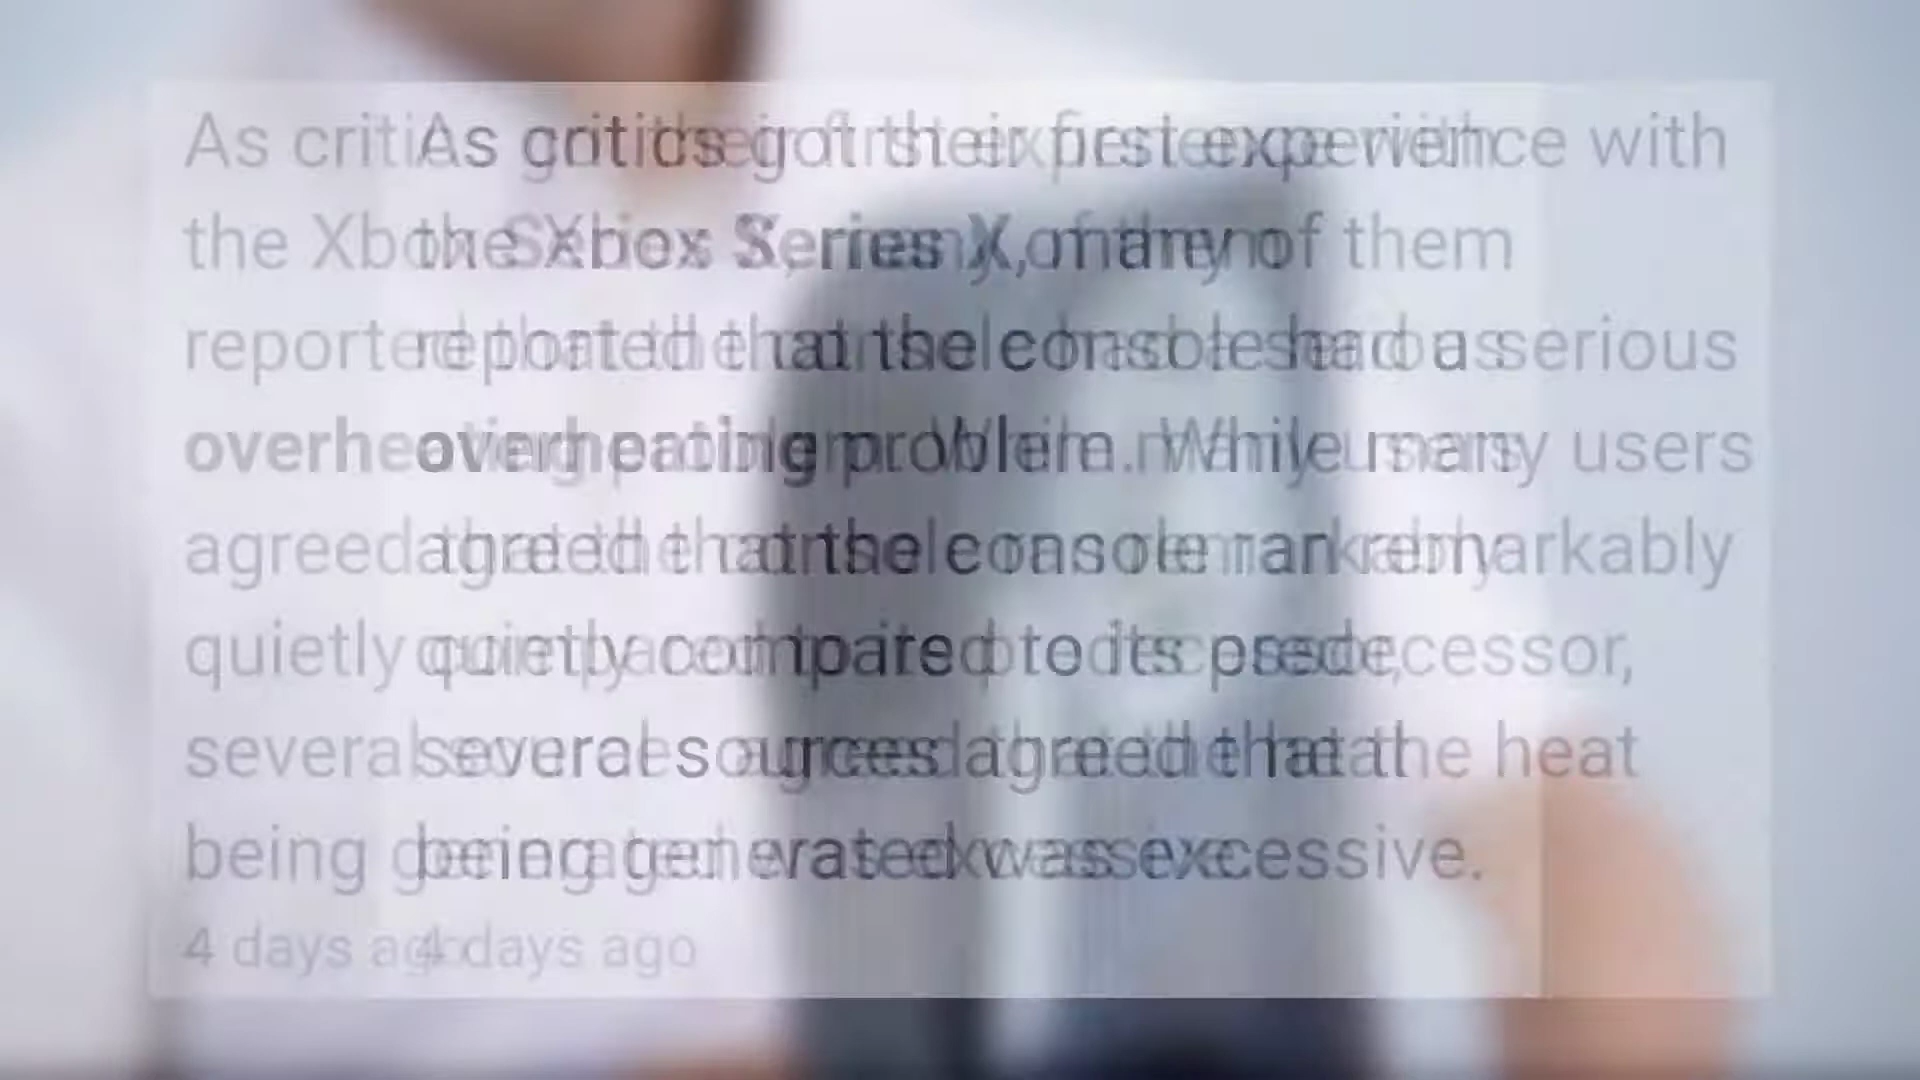 As critics got their first experience with
the Xbox Series X, many of them
reported that the console had a serious
overheating problem. While many users
agreed that the console ran remarkably
quietly compared to its predecessor,
several sources agreed that the heat
being generated was excessive.
4 days ago